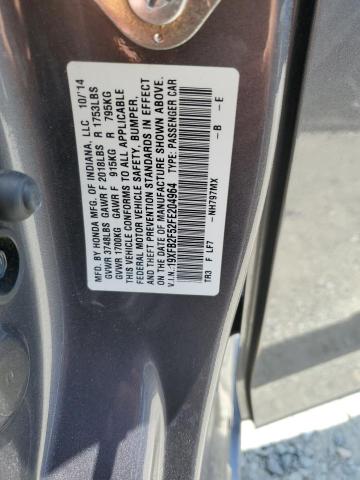 MFD. BY HONDA MFG. OF INDIANA, LLC 10/'14
GVWR 3748LBS GAWR F 2018LBS R 1753LBS
GVWR 1700KG GAWR F 915KG R 795KG
THIS VEHICLE CONFORMS TO ALL APPLICABLE
FEDERAL MOTOR VEHICLE SAFETY, BUMPER,
AND THEFT PREVENTION STANDARDS IN EFFECT
ON THE DATE OF MANUFACTURE SHOWN ABOVE.
V.I.N.:19XFB2F52FE204964 TYPE: PASSENGER CAR
TR3 F LF7 -NH797MX -B -E